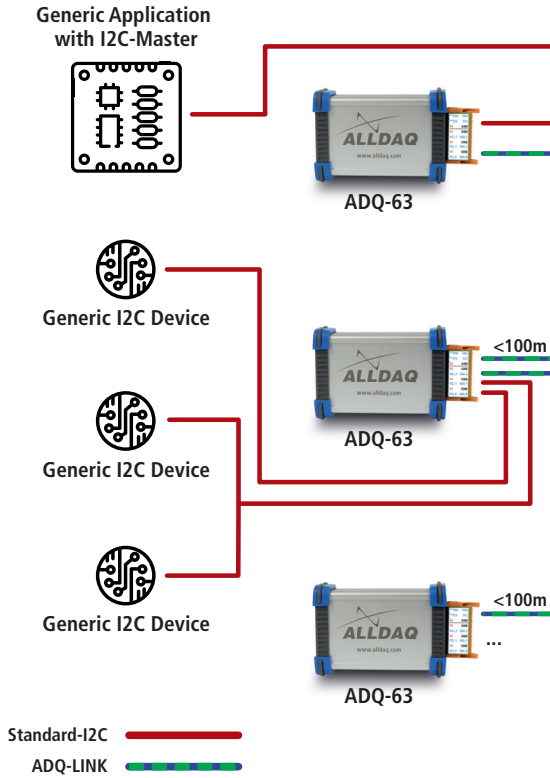 Generic Application
with I2C-Master
ALLDAQ
www.alldaq.com
ADQ-63
Generic I2C Device
<100m
ALLDAQ
www.alldaq.com
ADQ-63
Generic I2C Device
Generic I2C Device
<100m
ALLDAQ
www.alldaq.com
...
ADQ-63
Standard-I2C
ADQ-LINK